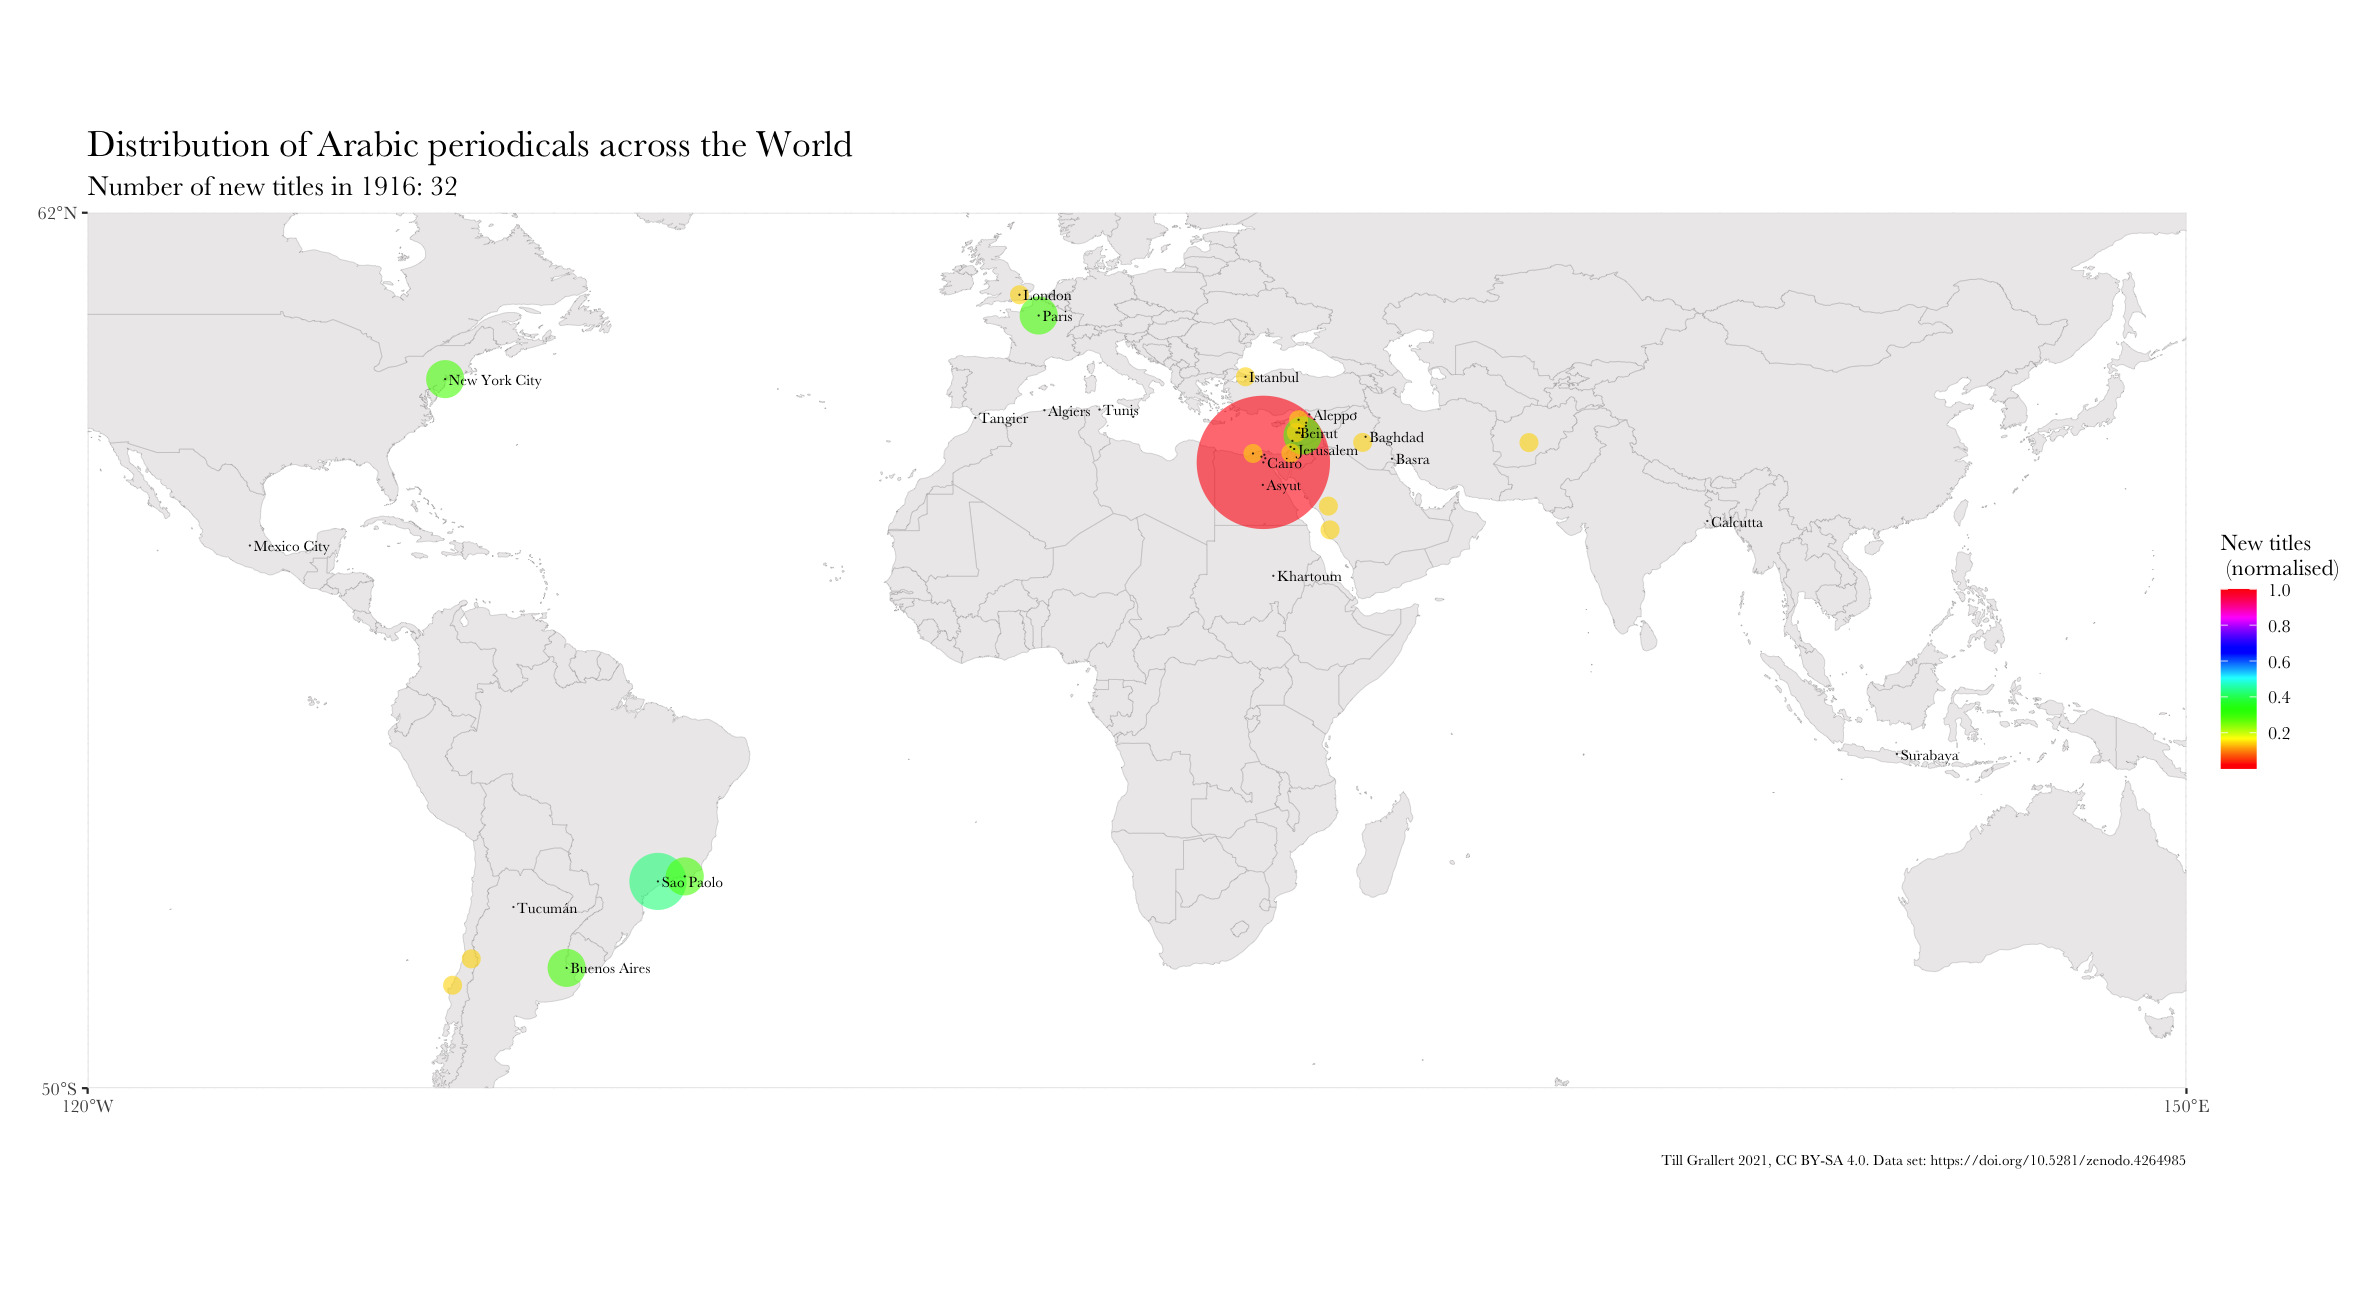 Distribution of Arabic periodicals across the World
Number of new titles in 1916: 32
62°N
London
Paris
New York City
Istanbul
Tangier
Algiers
Tunis
Aleppo
Beirut
Baghdad
Jerusalem
Cairo
Basra
Asyut
Calcutta
Mexico City
Khartoum
New titles
(normalised)
1.0
0.8
0.6
0.4
0.2
Surabaya
Sao Paolo
Tucumán
Buenos Aires
50°S
120°W
150°E
Till Grallert 2021, CC BY-SA 4.0. Data set: https://doi.org/10.5281/zenodo.4264985